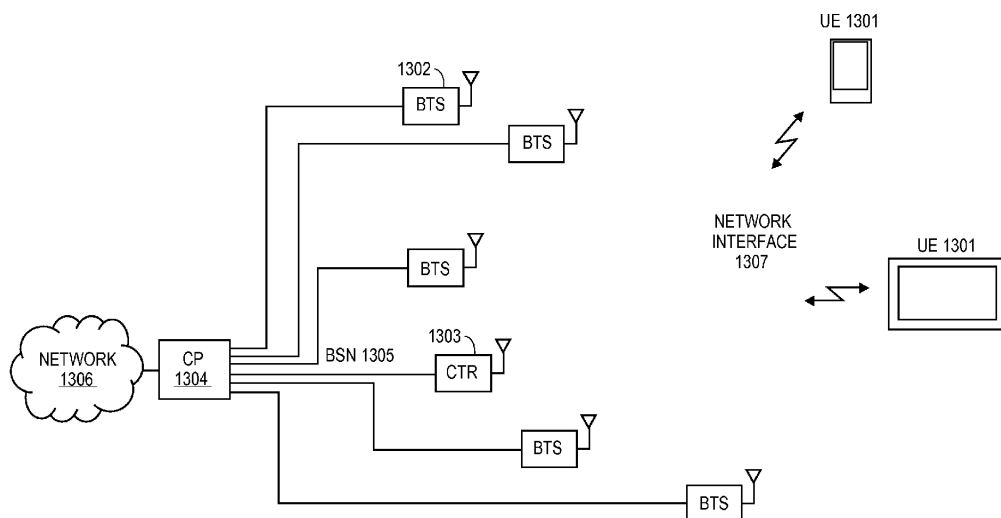 UE 1301
1302
BTS
BTS
NETWORK
INTERFACE
1307
UE 1301
BTS
1303
BSN 1305
CTR
NETWORK
1306
CP
1304
BTS
BTS